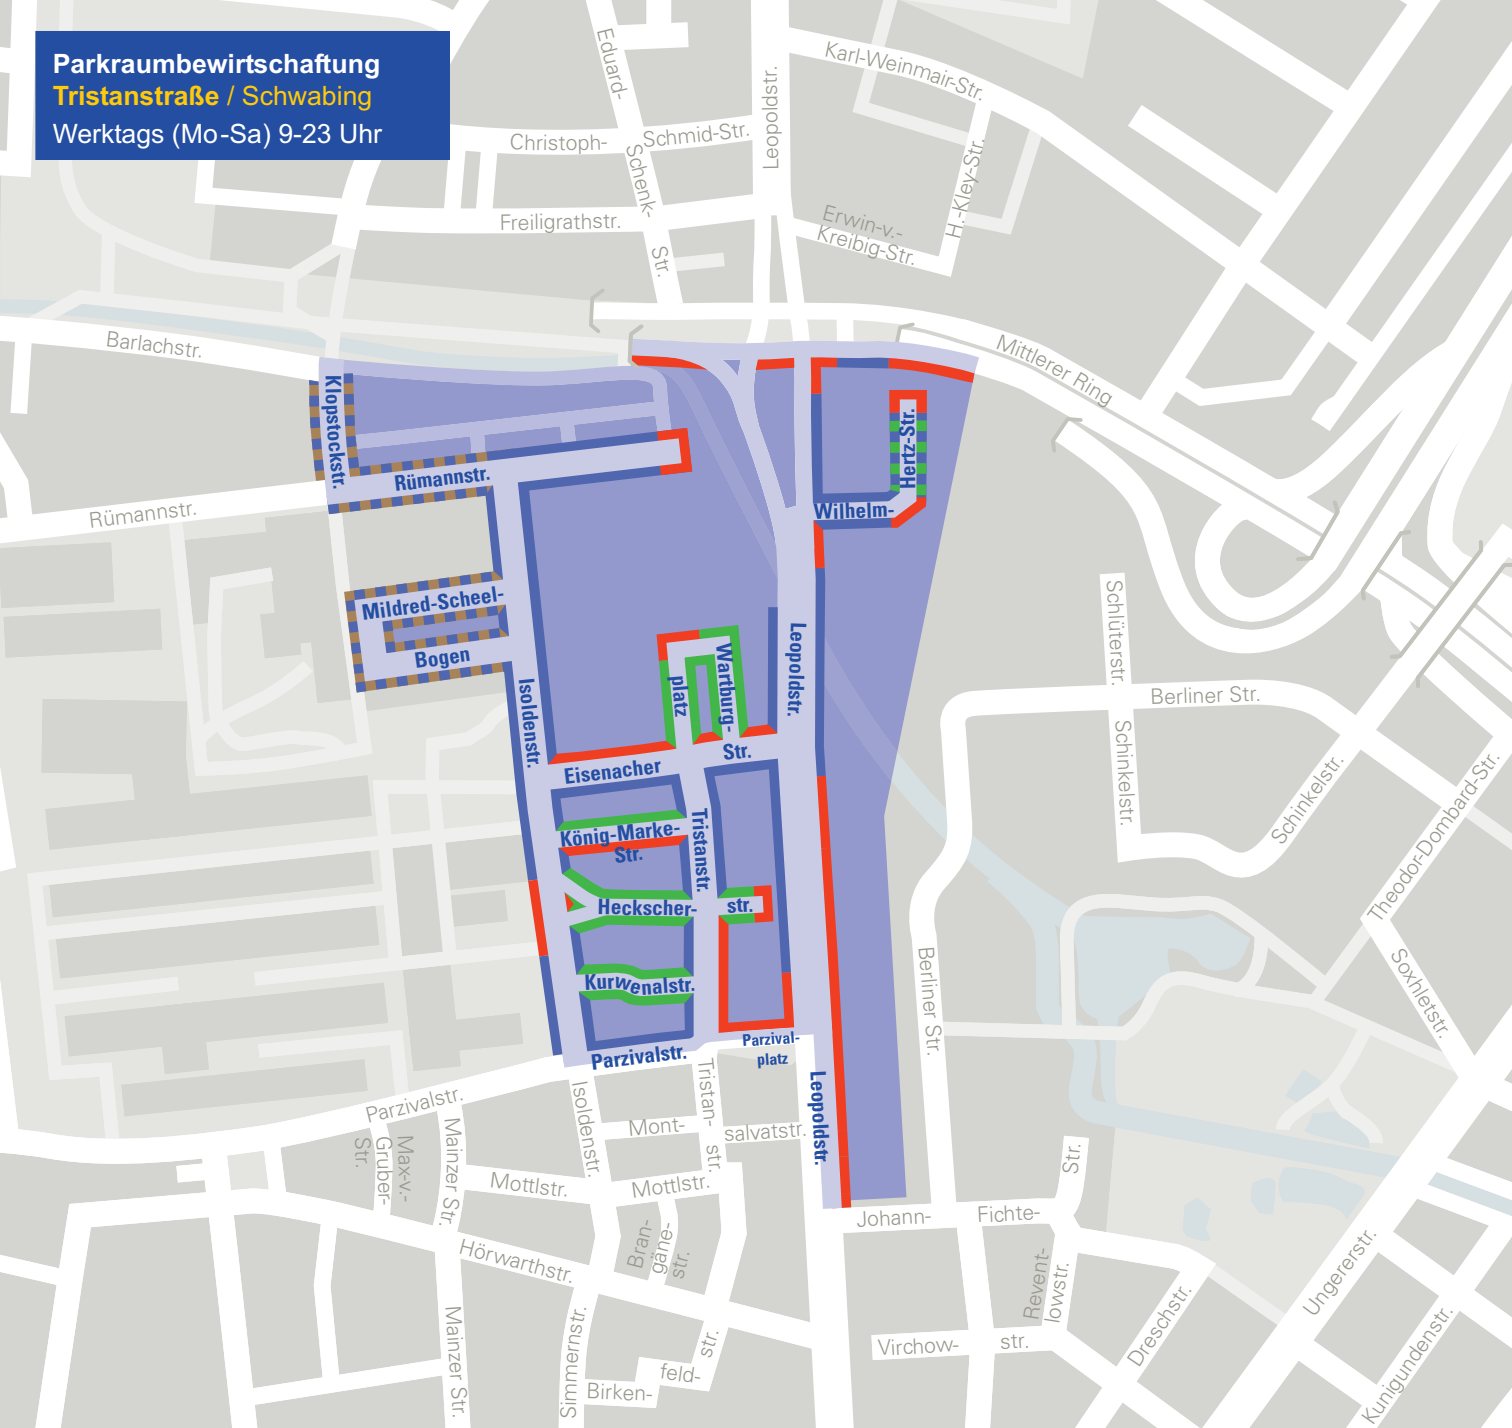 Parkraumbewirtschaftung
Tristanstraße / Schwabing
Werktags (Mo-Sa) 9-23 Uhr
Eduard-
Schenk-
Str.
Leopoldstr.
Karl-Weinmair-Str.
Christoph-
Schmid-Str.
H.-Kley-Str.
Freiligrathstr.
Erwin-v.-
Kreibig-Str.
Barlachstr.
Mittlerer Ring
Klopstockstr.
Rümannstr.
Rümannstr.
Hertz-Str.
Wilhelm-
Mildred-Scheel-
Bogen
Isoldenstr.
platz
Wartburg-
Leopoldstr.
Schlüterstr.
Berliner Str.
Schinkelstr.
Schinkelstr.
Theodor-Dombard-Str.
Eisenacher
Str.
König-Marke-
Str.
Tristanstr.
Heckscher-
str.
Kurwenalstr.
Berliner Str.
Soxhletstr.
Parzivalstr.
Parzival-
platz
Leopoldstr.
Parzivalstr.
Isoldenstr.
Tristan-
str.
Mont-
salvatstr.
Max-v.-
Gruber-
Str.
Mainzer Str.
Mottlstr.
Mottlstr.
Str.
Johann-
Fichte-
Hörwarthstr.
Bran-
gäne-
str.
Revent-
lowstr.
Ungererstr.
Dreschstr.
Kunigundenstr.
Virchow-
str.
Mainzer Str.
Simmernstr.
Birken-
feld-
str.